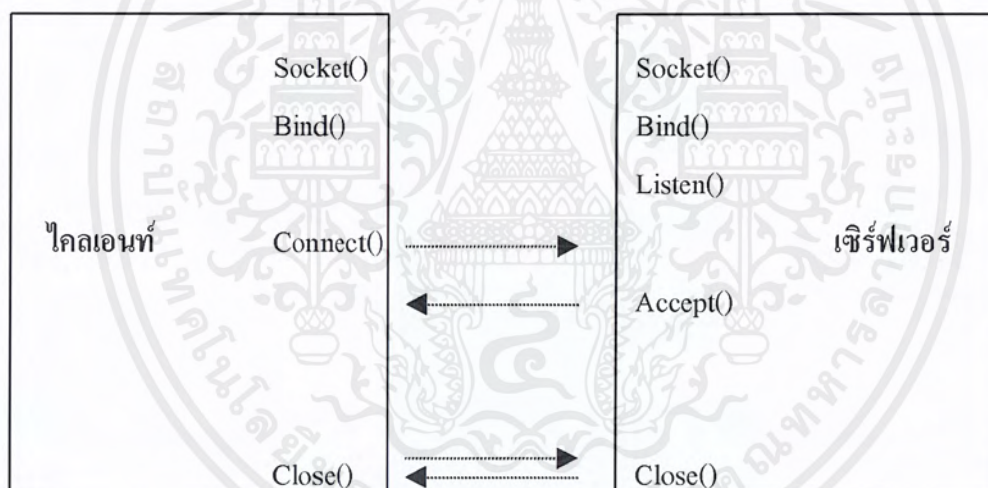 Socket()
Bind()
ไคลเอนท์
Connect()
Close()
Socket()
Bind()
Listen()
เซิร์ฟเวอร์
Accept()
Close()